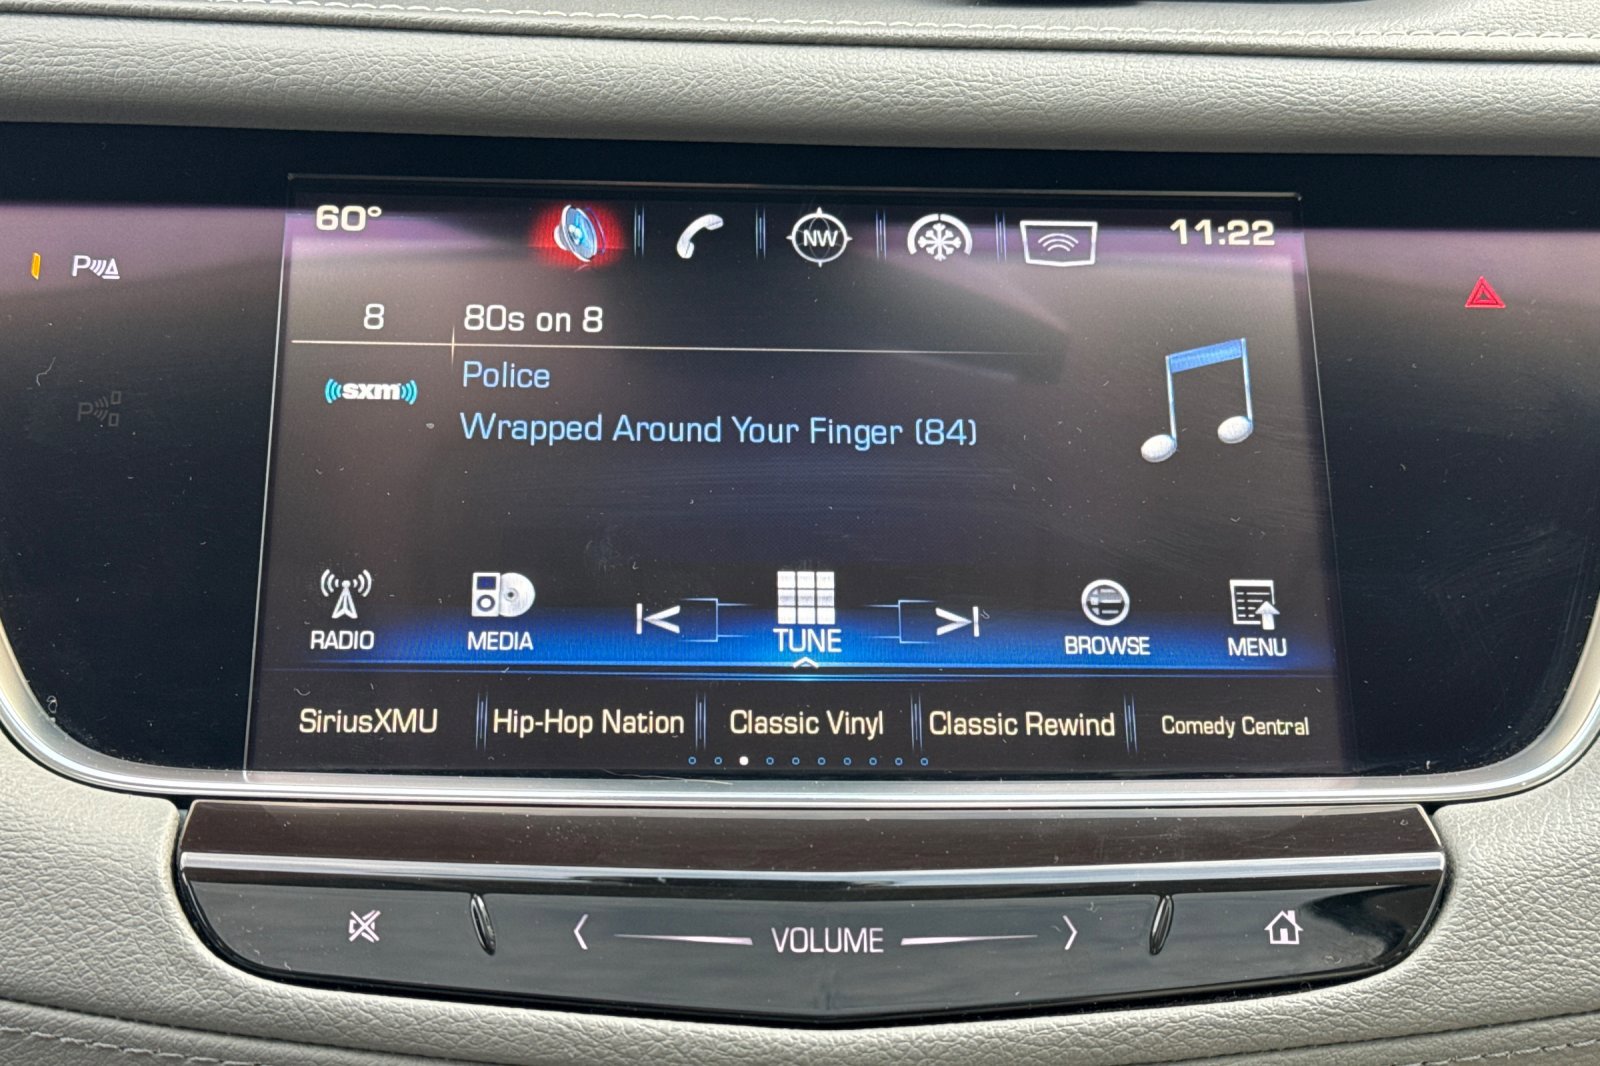 60° NW 11:22
P
8 80s on 8
Police
((sxm))
Wrapped Around Your Finger (84)
P
RADIO MEDIA TUNE BROWSE MENU
SiriusXMU Hip-Hop Nation Classic Vinyl Classic Rewind Comedy Central
VOLUME